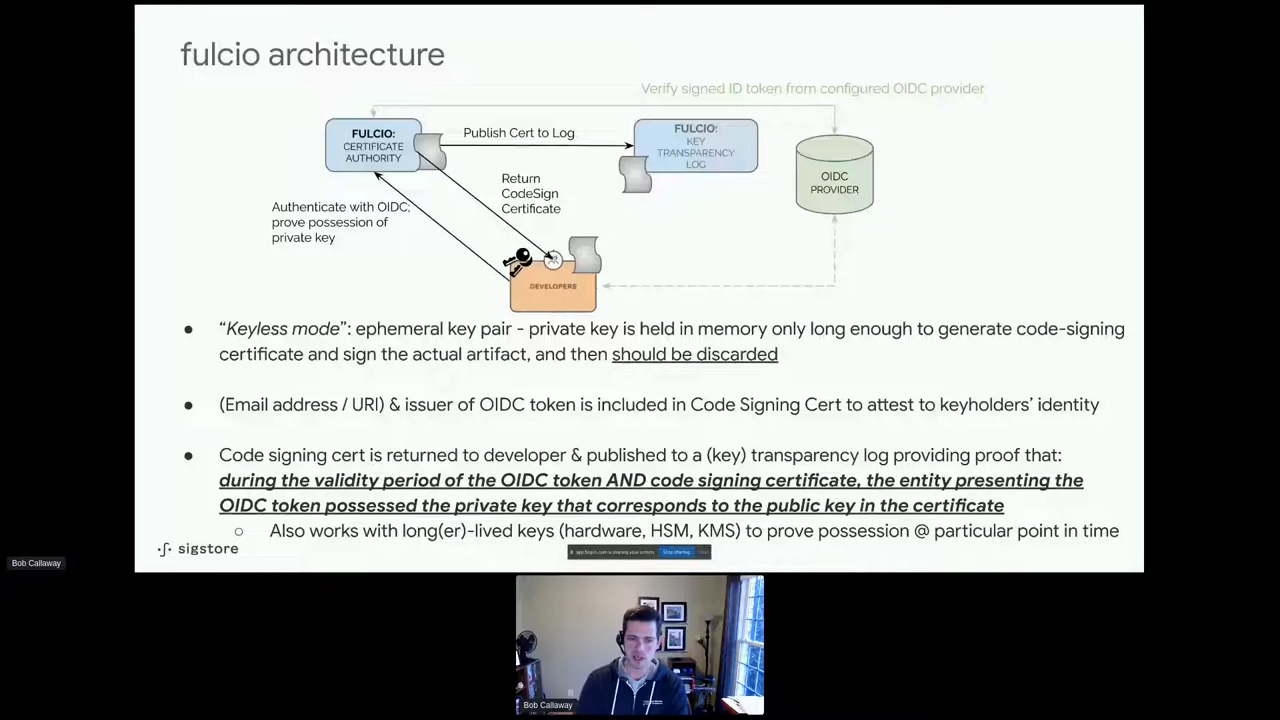 fulcio architecture
Verify signed ID token from configured OIDC provider
FULCIO:
CERTIFICATE
AUTHORITY
Publish Cert to Log
FULCIO:
KEY
TRANSPARENCY
LOG
OIDC
PROVIDER
Return
CodeSign
Certificate
Authenticate with OIDC;
prove possession of
private key
DEVELOPERS
● “Keyless mode”: ephemeral key pair - private key is held in memory only long enough to generate code-signing
certificate and sign the actual artifact, and then should be discarded
● (Email address / URI) & issuer of OIDC token is included in Code Signing Cert to attest to keyholders’ identity
● Code signing cert is returned to developer & published to a (key) transparency log providing proof that:
during the validity period of the OIDC token AND code signing certificate, the entity presenting the
OIDC token possessed the private key that corresponds to the public key in the certificate
○ Also works with long(er)-lived keys (hardware, HSM, KMS) to prove possession @ particular point in time
sigstore
is sharing your screen.
Stop sharing
Bob Callaway
Bob Callaway